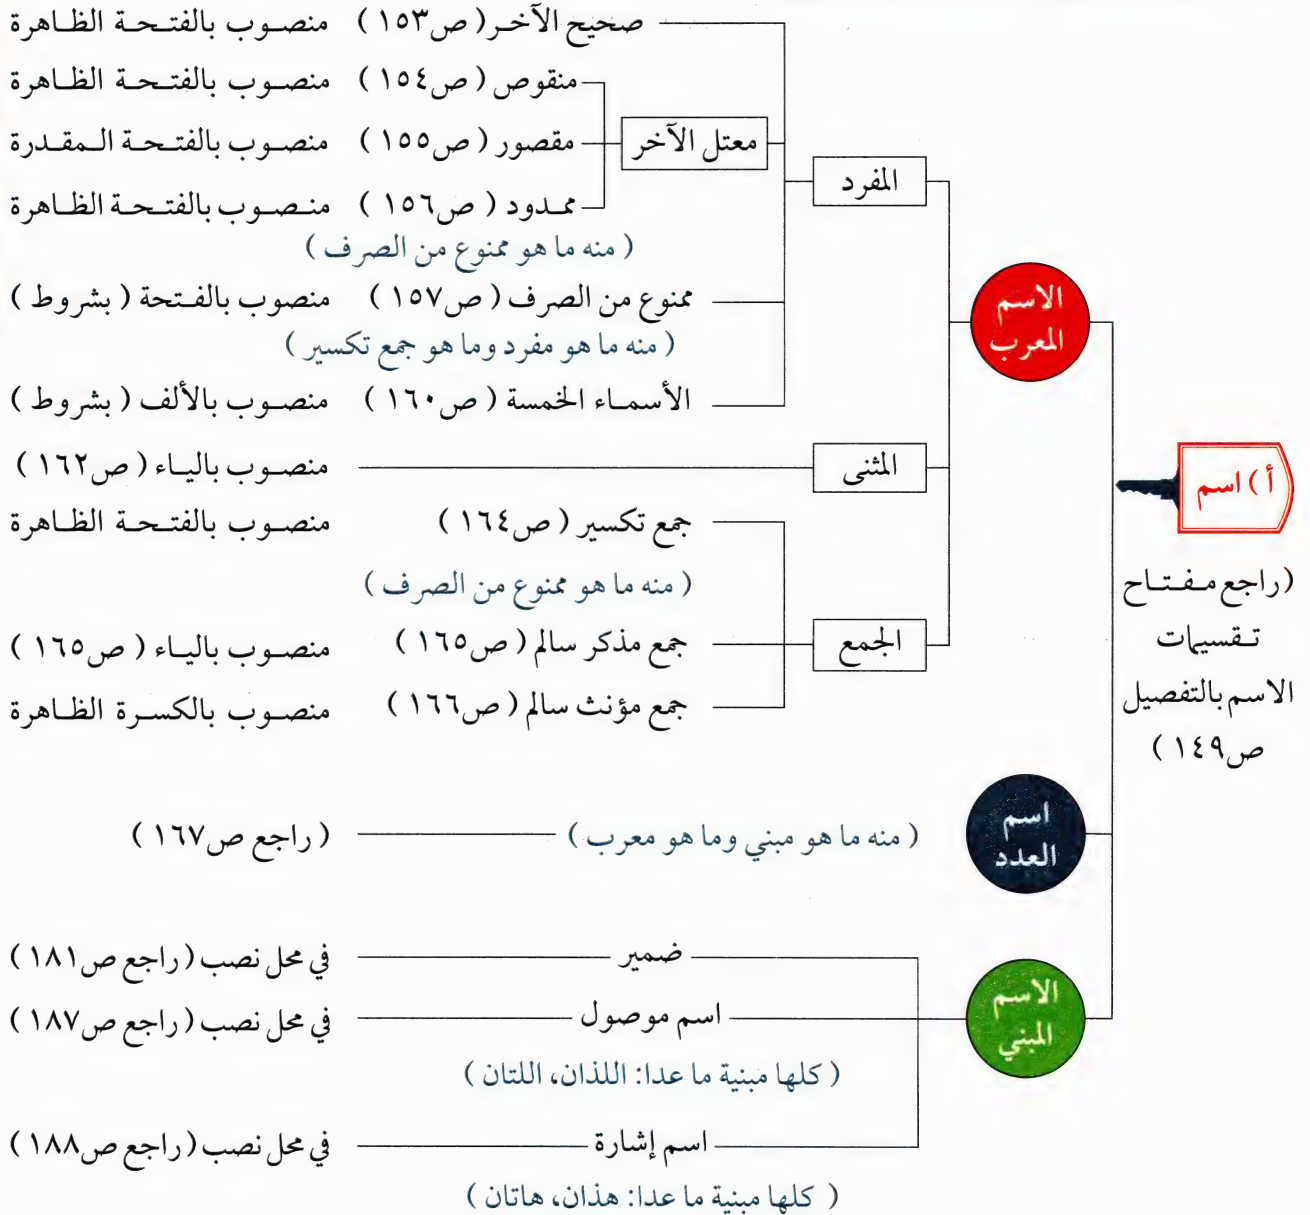 صحيح الآخر ( ص١٥٣ ) منصوب بالفتحة الظاهرة
منقوص ( ص١٥٤ ) منصوب بالفتحة الظاهرة
معتل الآخر
مقصور ( ص١٥٥ ) منصوب بالفتحة المقدرة
المفرد
ممدود ( ص١٥٦ ) منصوب بالفتحة الظاهرة
( منه ما هو ممنوع من الصرف )
الاسم
المعرب
ممنوع من الصرف ( ص١٥٧ ) منصوب بالفتحة ( بشروط )
( منه ما هو مفرد وما هو جمع تكسير )
الأسماء الخمسة ( ص١٦٠ ) منصوب بالألف ( بشروط )
أ ) اسم
المثنى
منصوب بالياء ( ص١٦٢ )
جمع تكسير ( ص١٦٤ ) منصوب بالفتحة الظاهرة
( منه ما هو ممنوع من الصرف )
(راجع مفتاح
تقسيمات
الاسم بالتفصيل
ص١٤٩ )
الجمع
جمع مذكر سالم ( ص١٦٥ ) منصوب بالياء ( ص١٦٥ )
جمع مؤنث سالم ( ص١٦٦ ) منصوب بالكسرة الظاهرة
اسم
العدد
( منه ما هو مبني وما هو معرب ) ( راجع ص١٦٧ )
الاسم
المبني
ضمير في محل نصب ( راجع ص١٨١ )
اسم موصول في محل نصب ( راجع ص١٨٧ )
( كلها مبنية ما عدا: اللذان، اللتان )
اسم إشارة في محل نصب ( راجع ص١٨٨ )
( كلها مبنية ما عدا: هذان، هاتان )